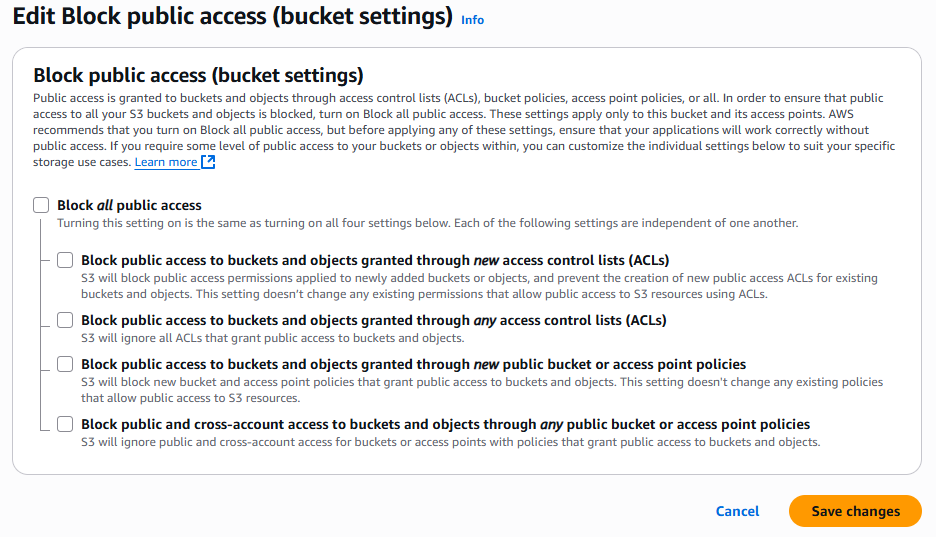 Edit Block public access (bucket settings) Info
Block public access (bucket settings)
Public access is granted to buckets and objects through access control lists (ACLs), bucket policies, access point policies, or all. In order to ensure that public
access to all your S3 buckets and objects is blocked, turn on Block all public access. These settings apply only to this bucket and its access points. AWS
recommends that you turn on Block all public access, but before applying any of these settings, ensure that your applications will work correctly without
public access. If you require some level of public access to your buckets or objects within, you can customize the individual settings below to suit your specific
storage use cases. Learn more
Block all public access
Turning this setting on is the same as turning on all four settings below. Each of the following settings are independent of one another.
Block public access to buckets and objects granted through new access control lists (ACLs)
S3 will block public access permissions applied to newly added buckets or objects, and prevent the creation of new public access ACLs for existing
buckets and objects. This setting doesn't change any existing permissions that allow public access to S3 resources using ACLs.
Block public access to buckets and objects granted through any access control lists (ACLs)
S3 will ignore all ACLs that grant public access to buckets and objects.
Block public access to buckets and objects granted through new public bucket or access point policies
S3 will block new bucket and access point policies that grant public access to buckets and objects. This setting doesn't change any existing policies
that allow public access to S3 resources.
Block public and cross-account access to buckets and objects through any public bucket or access point policies
S3 will ignore public and cross-account access for buckets or access points with policies that grant public access to buckets and objects.
Cancel Save changes